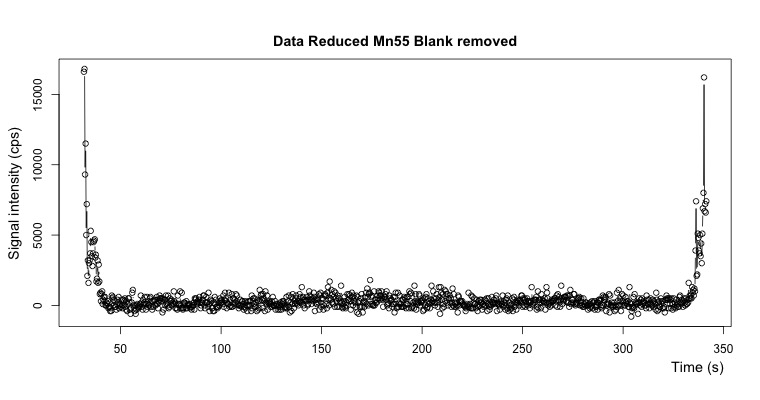 Data Reduced Mn55 Blank removed
Signal intensity (cps)
15000
10000
5000
0
50 100 150 200 250 300 350
Time (s)